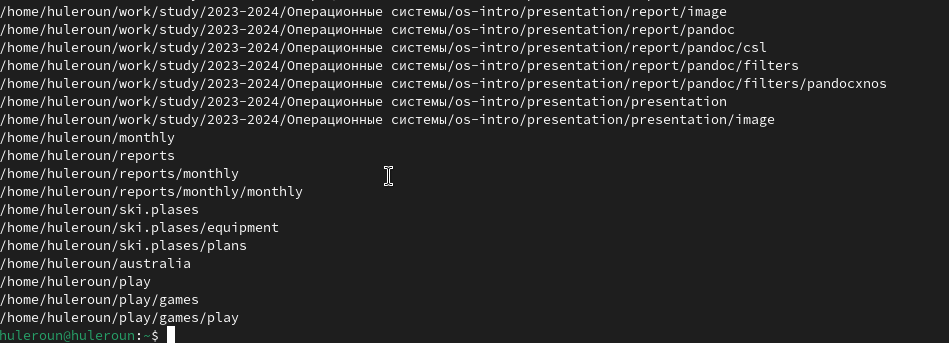 /home/huleroun/work/study/2023-2024/Операционные системы/os-intro/presentation/report/image
/home/huleroun/work/study/2023-2024/Операционные системы/os-intro/presentation/report/pandoc
/home/huleroun/work/study/2023-2024/Операционные системы/os-intro/presentation/report/pandoc/csl
/home/huleroun/work/study/2023-2024/Операционные системы/os-intro/presentation/report/pandoc/filters
/home/huleroun/work/study/2023-2024/Операционные системы/os-intro/presentation/report/pandoc/filters/pandocxnos
/home/huleroun/work/study/2023-2024/Операционные системы/os-intro/presentation/presentation
/home/huleroun/work/study/2023-2024/Операционные системы/os-intro/presentation/presentation/image
/home/huleroun/monthly
/home/huleroun/reports
/home/huleroun/reports/monthly
/home/huleroun/reports/monthly/monthly
/home/huleroun/ski.plases
/home/huleroun/ski.plases/equipment
/home/huleroun/ski.plases/plans
/home/huleroun/australia
/home/huleroun/play
/home/huleroun/play/games
/home/huleroun/play/games/play
huleroun@huleroun:~$